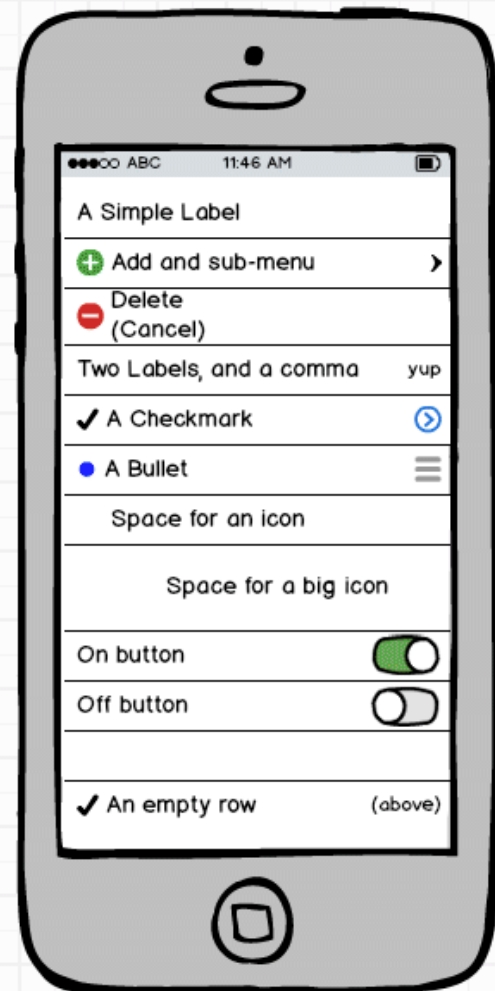 ABC 11:46 AM
A Simple Label
Add and sub-menu
Delete
(Cancel)
Two Labels, and a comma yup
A Checkmark
A Bullet
Space for an icon
Space for a big icon
On button
Off button
An empty row (above)